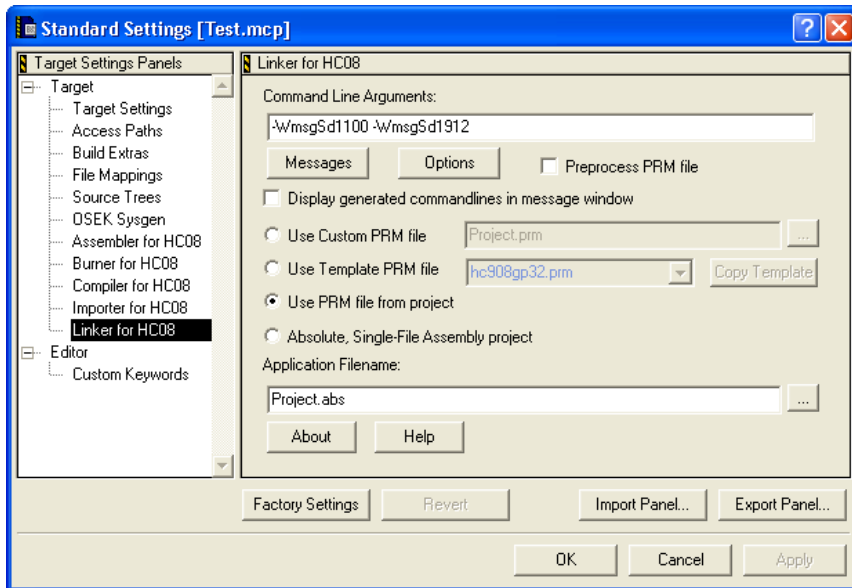 Standard Settings [Test.mcp]
Target Settings Panels
Target
Target Settings
Access Paths
Build Extras
File Mappings
Source Trees
OSEK Sysgen
Assembler for HC08
Burner for HC08
Compiler for HC08
Importer for HC08
Linker for HC08
Editor
Custom Keywords
Linker for HC08
Command Line Arguments:
-WmsgSd1100 -WmsgSd1912
Messages Options Preprocess PRM file
Display generated commandlines in message window
Use Custom PRM file Project.prm ...
Use Template PRM file hc908gp32.prm Copy Template
Use PRM file from project
Absolute, Single-File Assembly project
Application Filename:
Project.abs ...
About Help
Factory Settings Revert Import Panel... Export Panel...
OK Cancel Apply